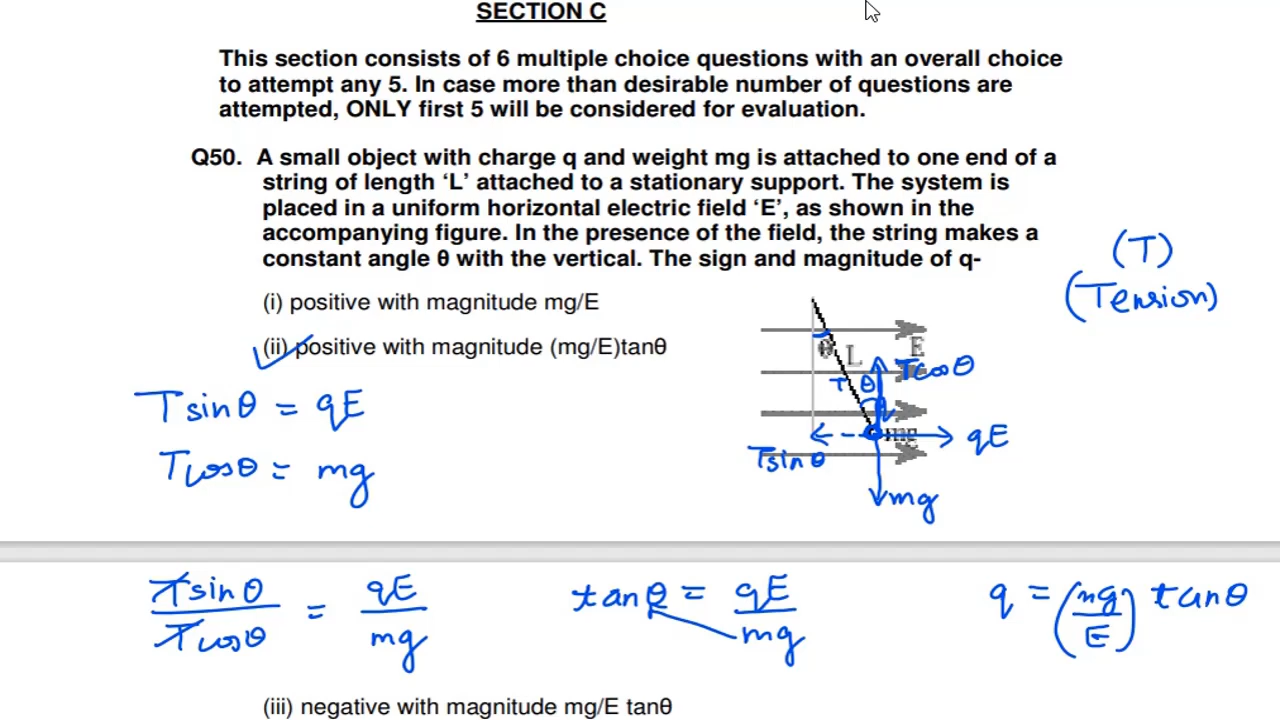 SECTION C
This section consists of 6 multiple choice questions with an overall choice
to attempt any 5. In case more than desirable number of questions are
attempted, ONLY first 5 will be considered for evaluation.
Q50. A small object with charge q and weight mg is attached to one end of a
string of length ‘L’ attached to a stationary support. The system is
placed in a uniform horizontal electric field ‘E’, as shown in the
accompanying figure. In the presence of the field, the string makes a
constant angle θ with the vertical. The sign and magnitude of q-
(T)
(Tension)
(i) positive with magnitude mg/E
(ii) positive with magnitude (mg/E)tanθ
θ L E
T θ Tcosθ
Tsinθ = qE
qE
Tsinθ
Tcosθ = mg
mg
Tsinθ/Tcosθ = qE/mg
tanθ = qE/mg
q = (mg/E) tanθ
(iii) negative with magnitude mg/E tanθ